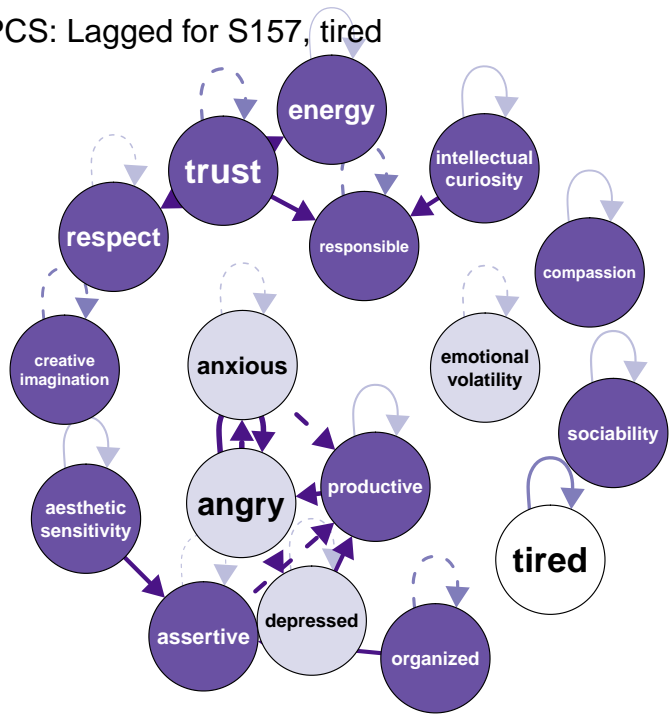 PCS: Lagged for S157, tired
energy
trust
intellectual
curiosity
respect
responsible
compassion
creative
imagination
anxious
emotional
volatility
sociability
aesthetic
sensitivity
angry
productive
tired
assertive
depressed
organized